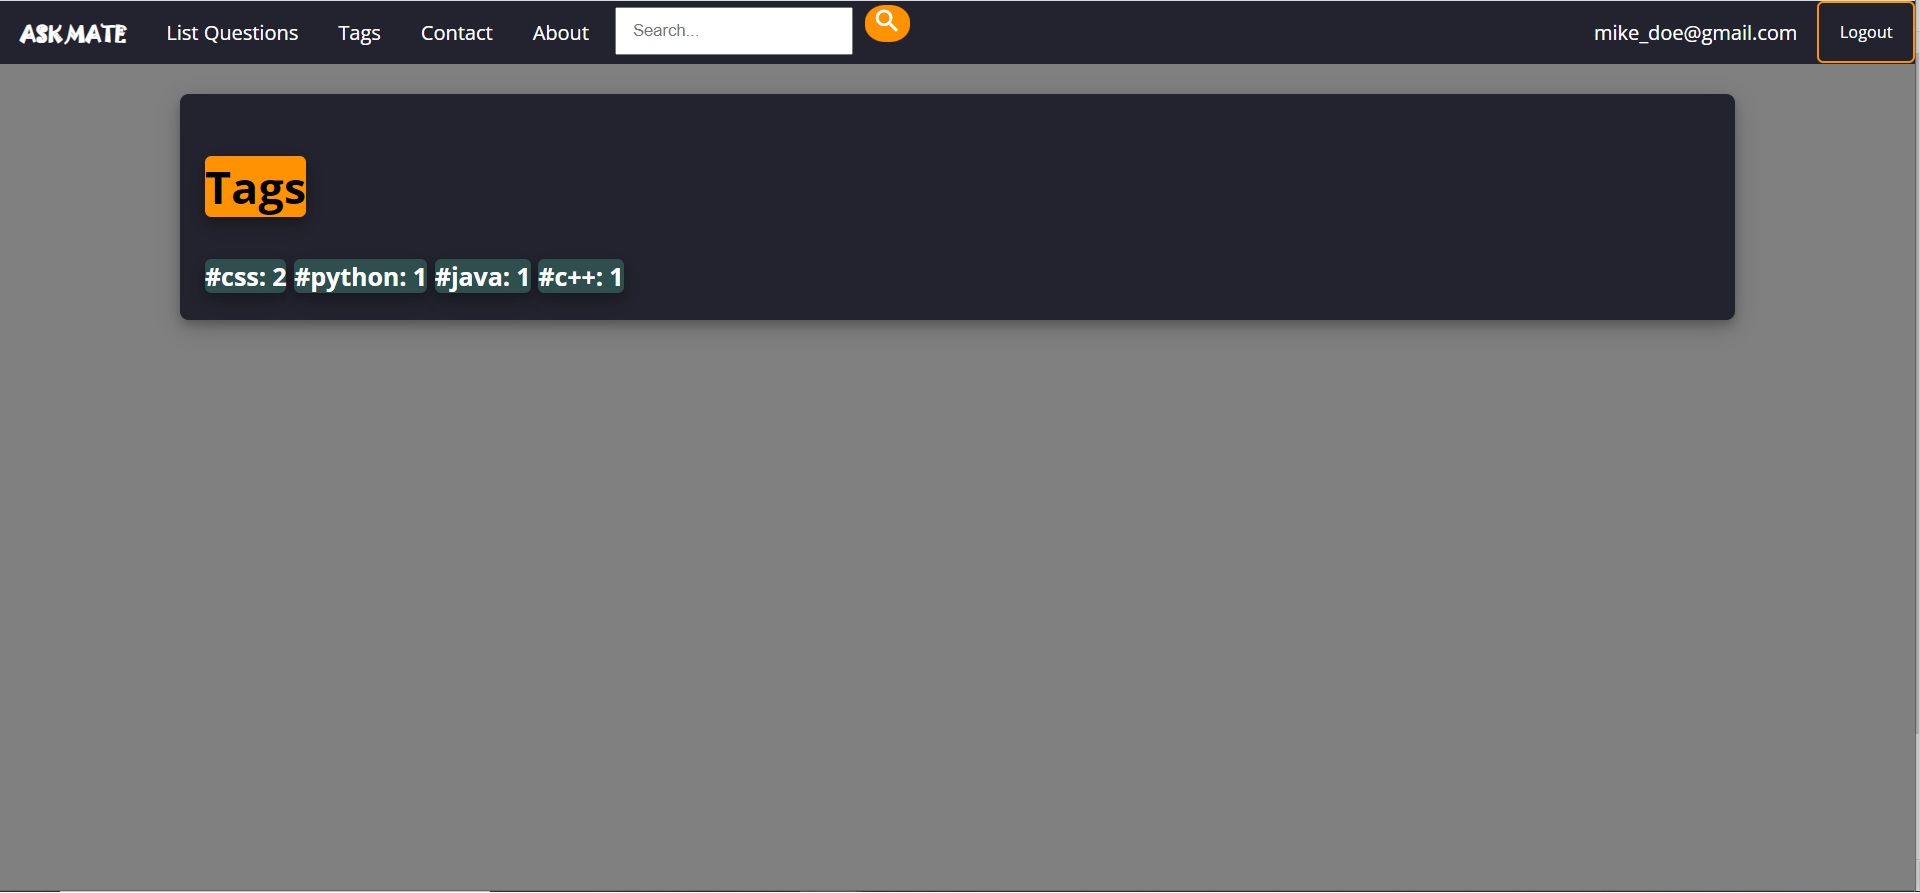 ASK MATE List Questions Tags Contact About Search... mike_doe@gmail.com Logout
Tags
#css: 2 #python: 1 #java: 1 #c++: 1